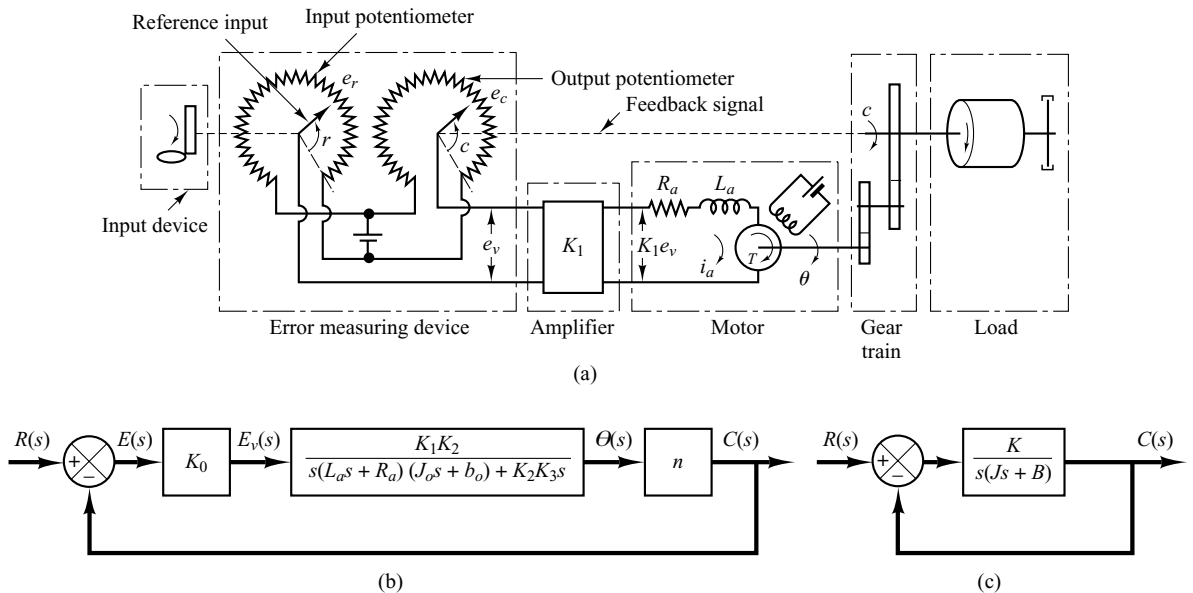 Reference input
Input potentiometer
e_r
Output potentiometer
e_c
Feedback signal
r
c
c
Input device
R_a
L_a
e_v
K_1
K_1e_v
i_a
T
θ
Error measuring device
Amplifier
Motor
Gear
train
Load
(a)
R(s)
+
−
E(s)
K_0
E_v(s)
K_1K_2
s(L_as + R_a) (J_os + b_o) + K_2K_3s
Θ(s)
n
C(s)
(b)
R(s)
+
−
K
s(Js + B)
C(s)
(c)